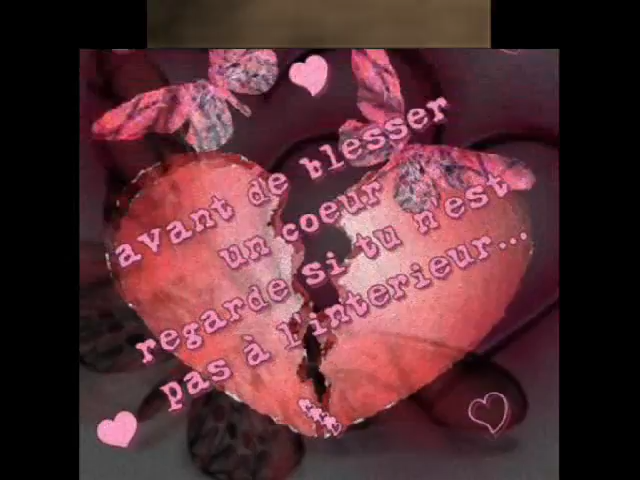 avant de blesser
un coeur
regarde si tu n'est
pas à l'interieur...